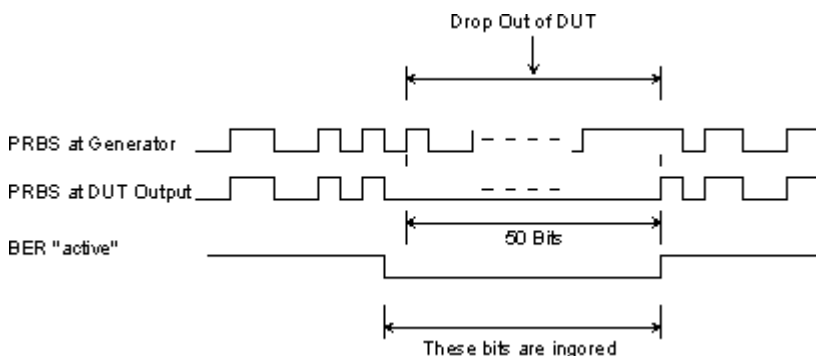 Drop Out of DUT
PRBS at Generator
PRBS at DUT Output
50 Bits
BER "active"
These bits are ingored